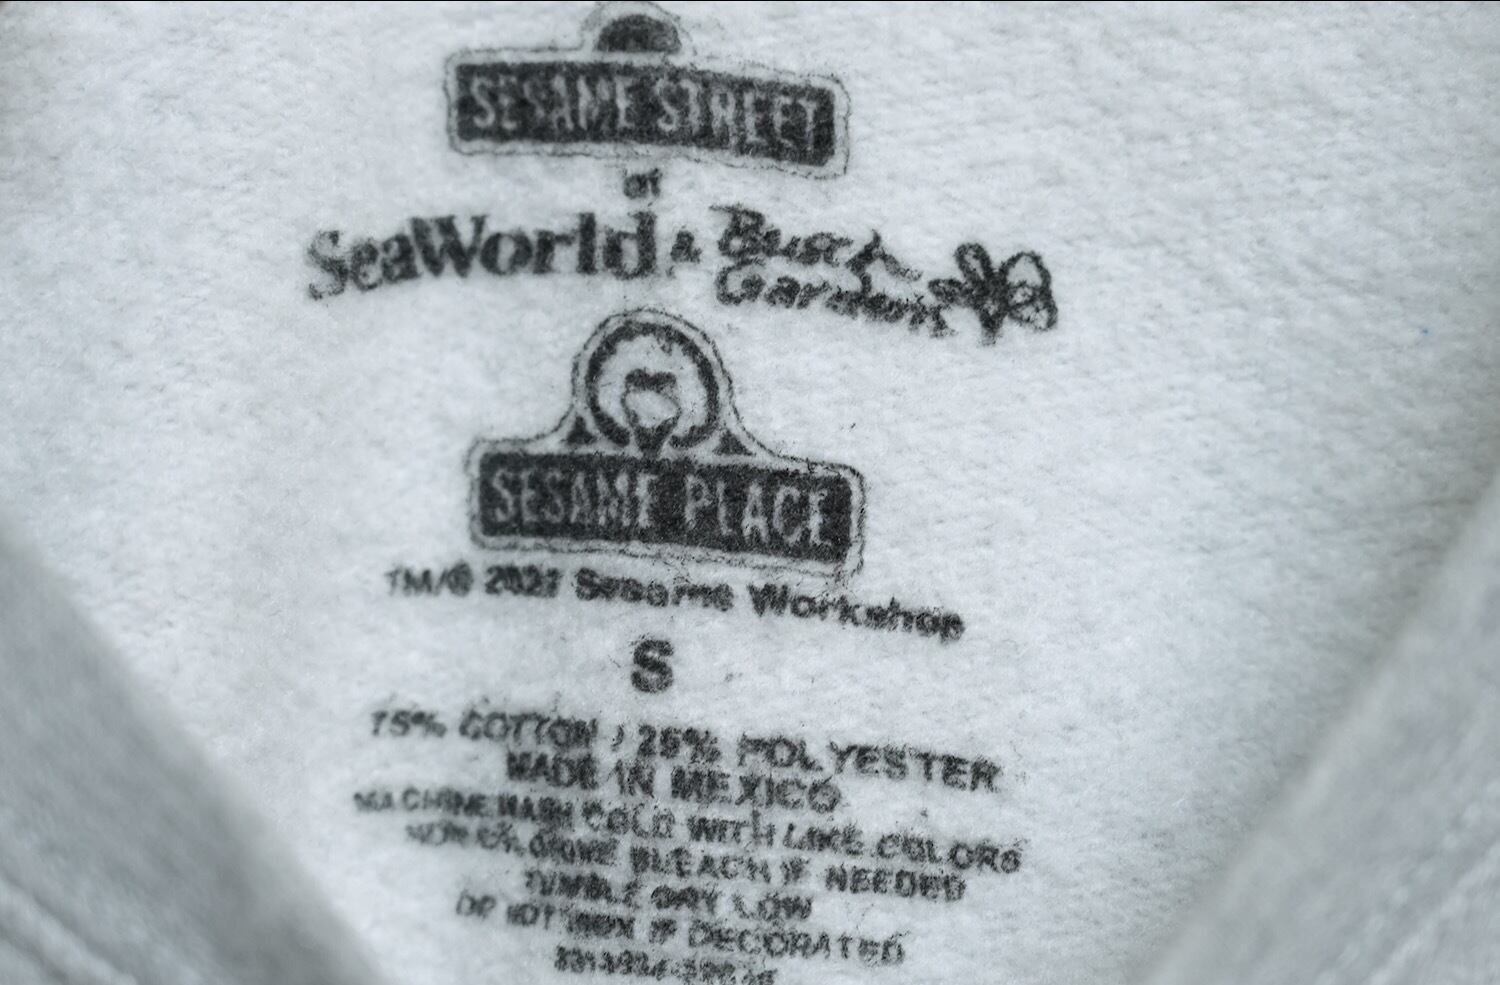 SESAME STREET
at
SeaWorld & Busch
Gardens
SESAME PLACE
TM/© Sesame Workshop
S
75% COTTON / 25% POLYESTER
MADE IN MEXICO
MACHINE WASH COLD WITH LIKE COLORS
NON CHLORINE BLEACH IF NEEDED
TUMBLE DRY LOW
DO NOT IRON IF DECORATED